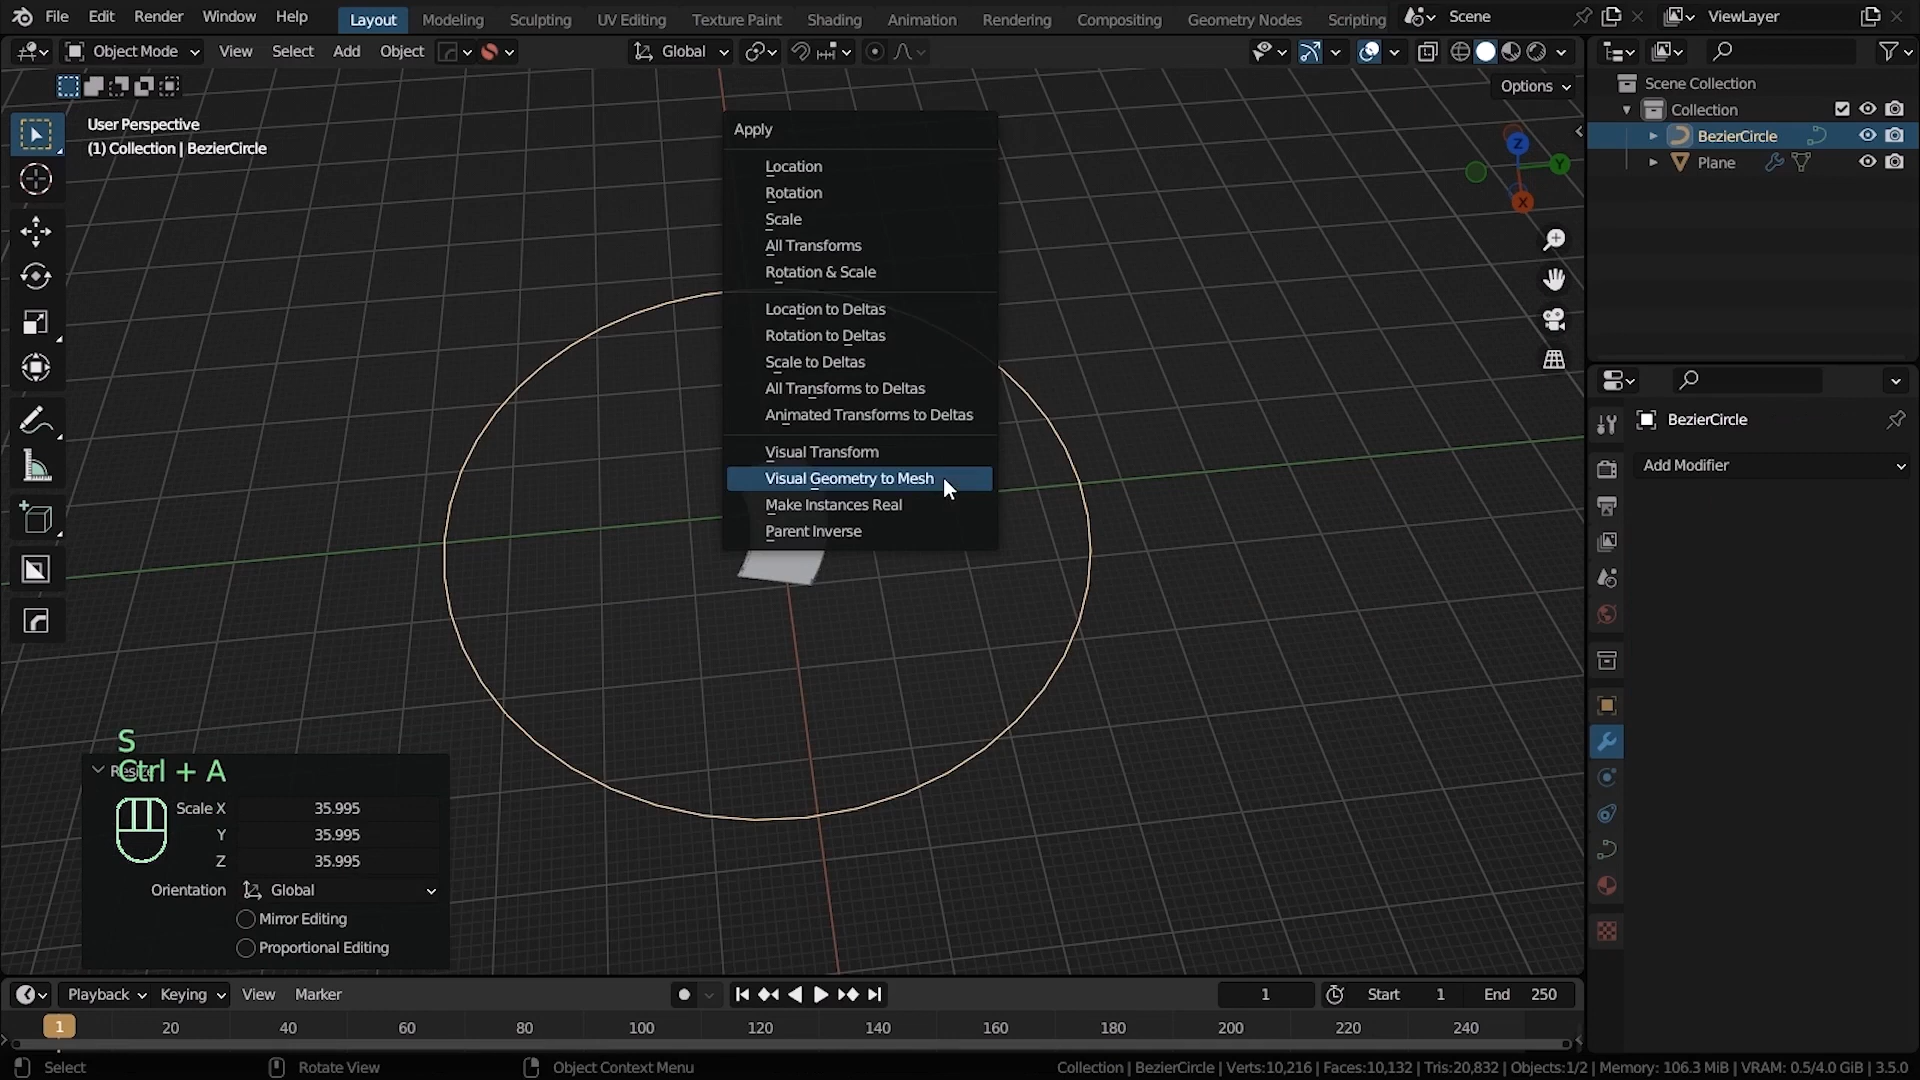 File Edit Render Window Help Layout Modeling Sculpting UV Editing Texture Paint Shading Animation Rendering Compositing Geometry Nodes Scripting Scene ViewLayer
Object Mode View Select Add Object Global
Options
User Perspective
(1) Collection | BezierCircle
Scene Collection
Collection
BezierCircle
Plane
Z
Y
X
Apply
Location
Rotation
Scale
All Transforms
Rotation & Scale
Location to Deltas
Rotation to Deltas
Scale to Deltas
All Transforms to Deltas
Animated Transforms to Deltas
Visual Transform
Visual Geometry to Mesh
Make Instances Real
Parent Inverse
BezierCircle
Add Modifier
S
Ctrl + A
Scale X 35.995
Y 35.995
Z 35.995
Orientation Global
Mirror Editing
Proportional Editing
Playback Keying View Marker 1 Start 1 End 250
1 20 40 60 80 100 120 140 160 180 200 220 240
Select Rotate View Object Context Menu Collection | BezierCircle | Verts:10,216 | Faces:10,132 | Tris:20,832 | Objects:1/2 | Memory: 106.3 MiB | VRAM: 0.5/4.0 GiB | 3.5.0